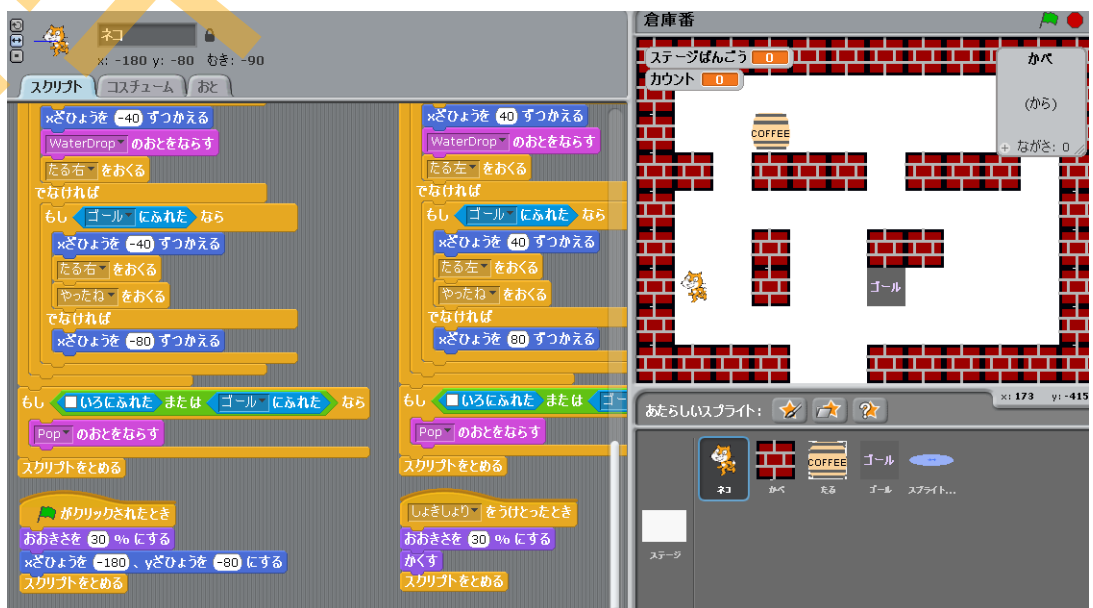 ネコ
x: -180 y: -80 むき: -90
スクリプト
コスチューム
おと
xざひょうを -40 ずつかえる
WaterDrop のおとをならす
たる右 をおくる
でなければ
もし ゴール にふれた なら
xざひょうを -40 ずつかえる
たる右 をおくる
やったね をおくる
でなければ
xざひょうを -80 ずつかえる
もし いろにふれた または ゴール にふれた なら
Pop のおとをならす
スクリプトをとめる
がクリックされたとき
おおきさを 30 % にする
xざひょうを -180 、yざひょうを -80 にする
スクリプトをとめる
xざひょうを 40 ずつかえる
WaterDrop のおとをならす
たる左 をおくる
でなければ
もし ゴール にふれた なら
xざひょうを 40 ずつかえる
たる左 をおくる
やったね をおくる
でなければ
xざひょうを 80 ずつかえる
もし いろにふれた または ゴー
Pop のおとをならす
スクリプトをとめる
しょきしょり をうけとったとき
おおきさを 30 % にする
かくす
スクリプトをとめる
倉庫番
ステージばんごう 0
カウント 0
かべ
(から)
+ ながさ: 0
COFFEE
ゴール
x: 173 y: -415
あたらしいスプライト:
COFFEE
ゴール
ネコ
かべ
たる
ゴール
スプライト...
ステージ